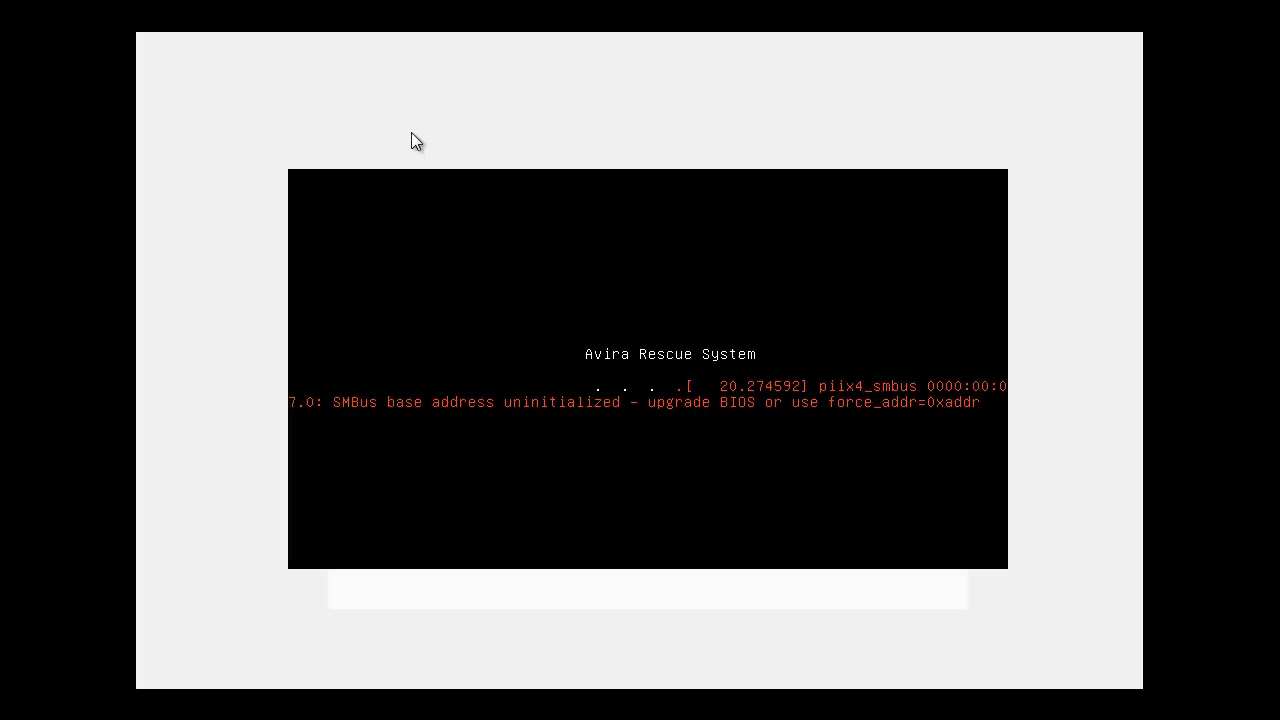 Avira Rescue System
. . . .[   20.274592] piix4_smbus 0000:00:0
7.0: SMBus base address uninitialized - upgrade BIOS or use force_addr=0xaddr